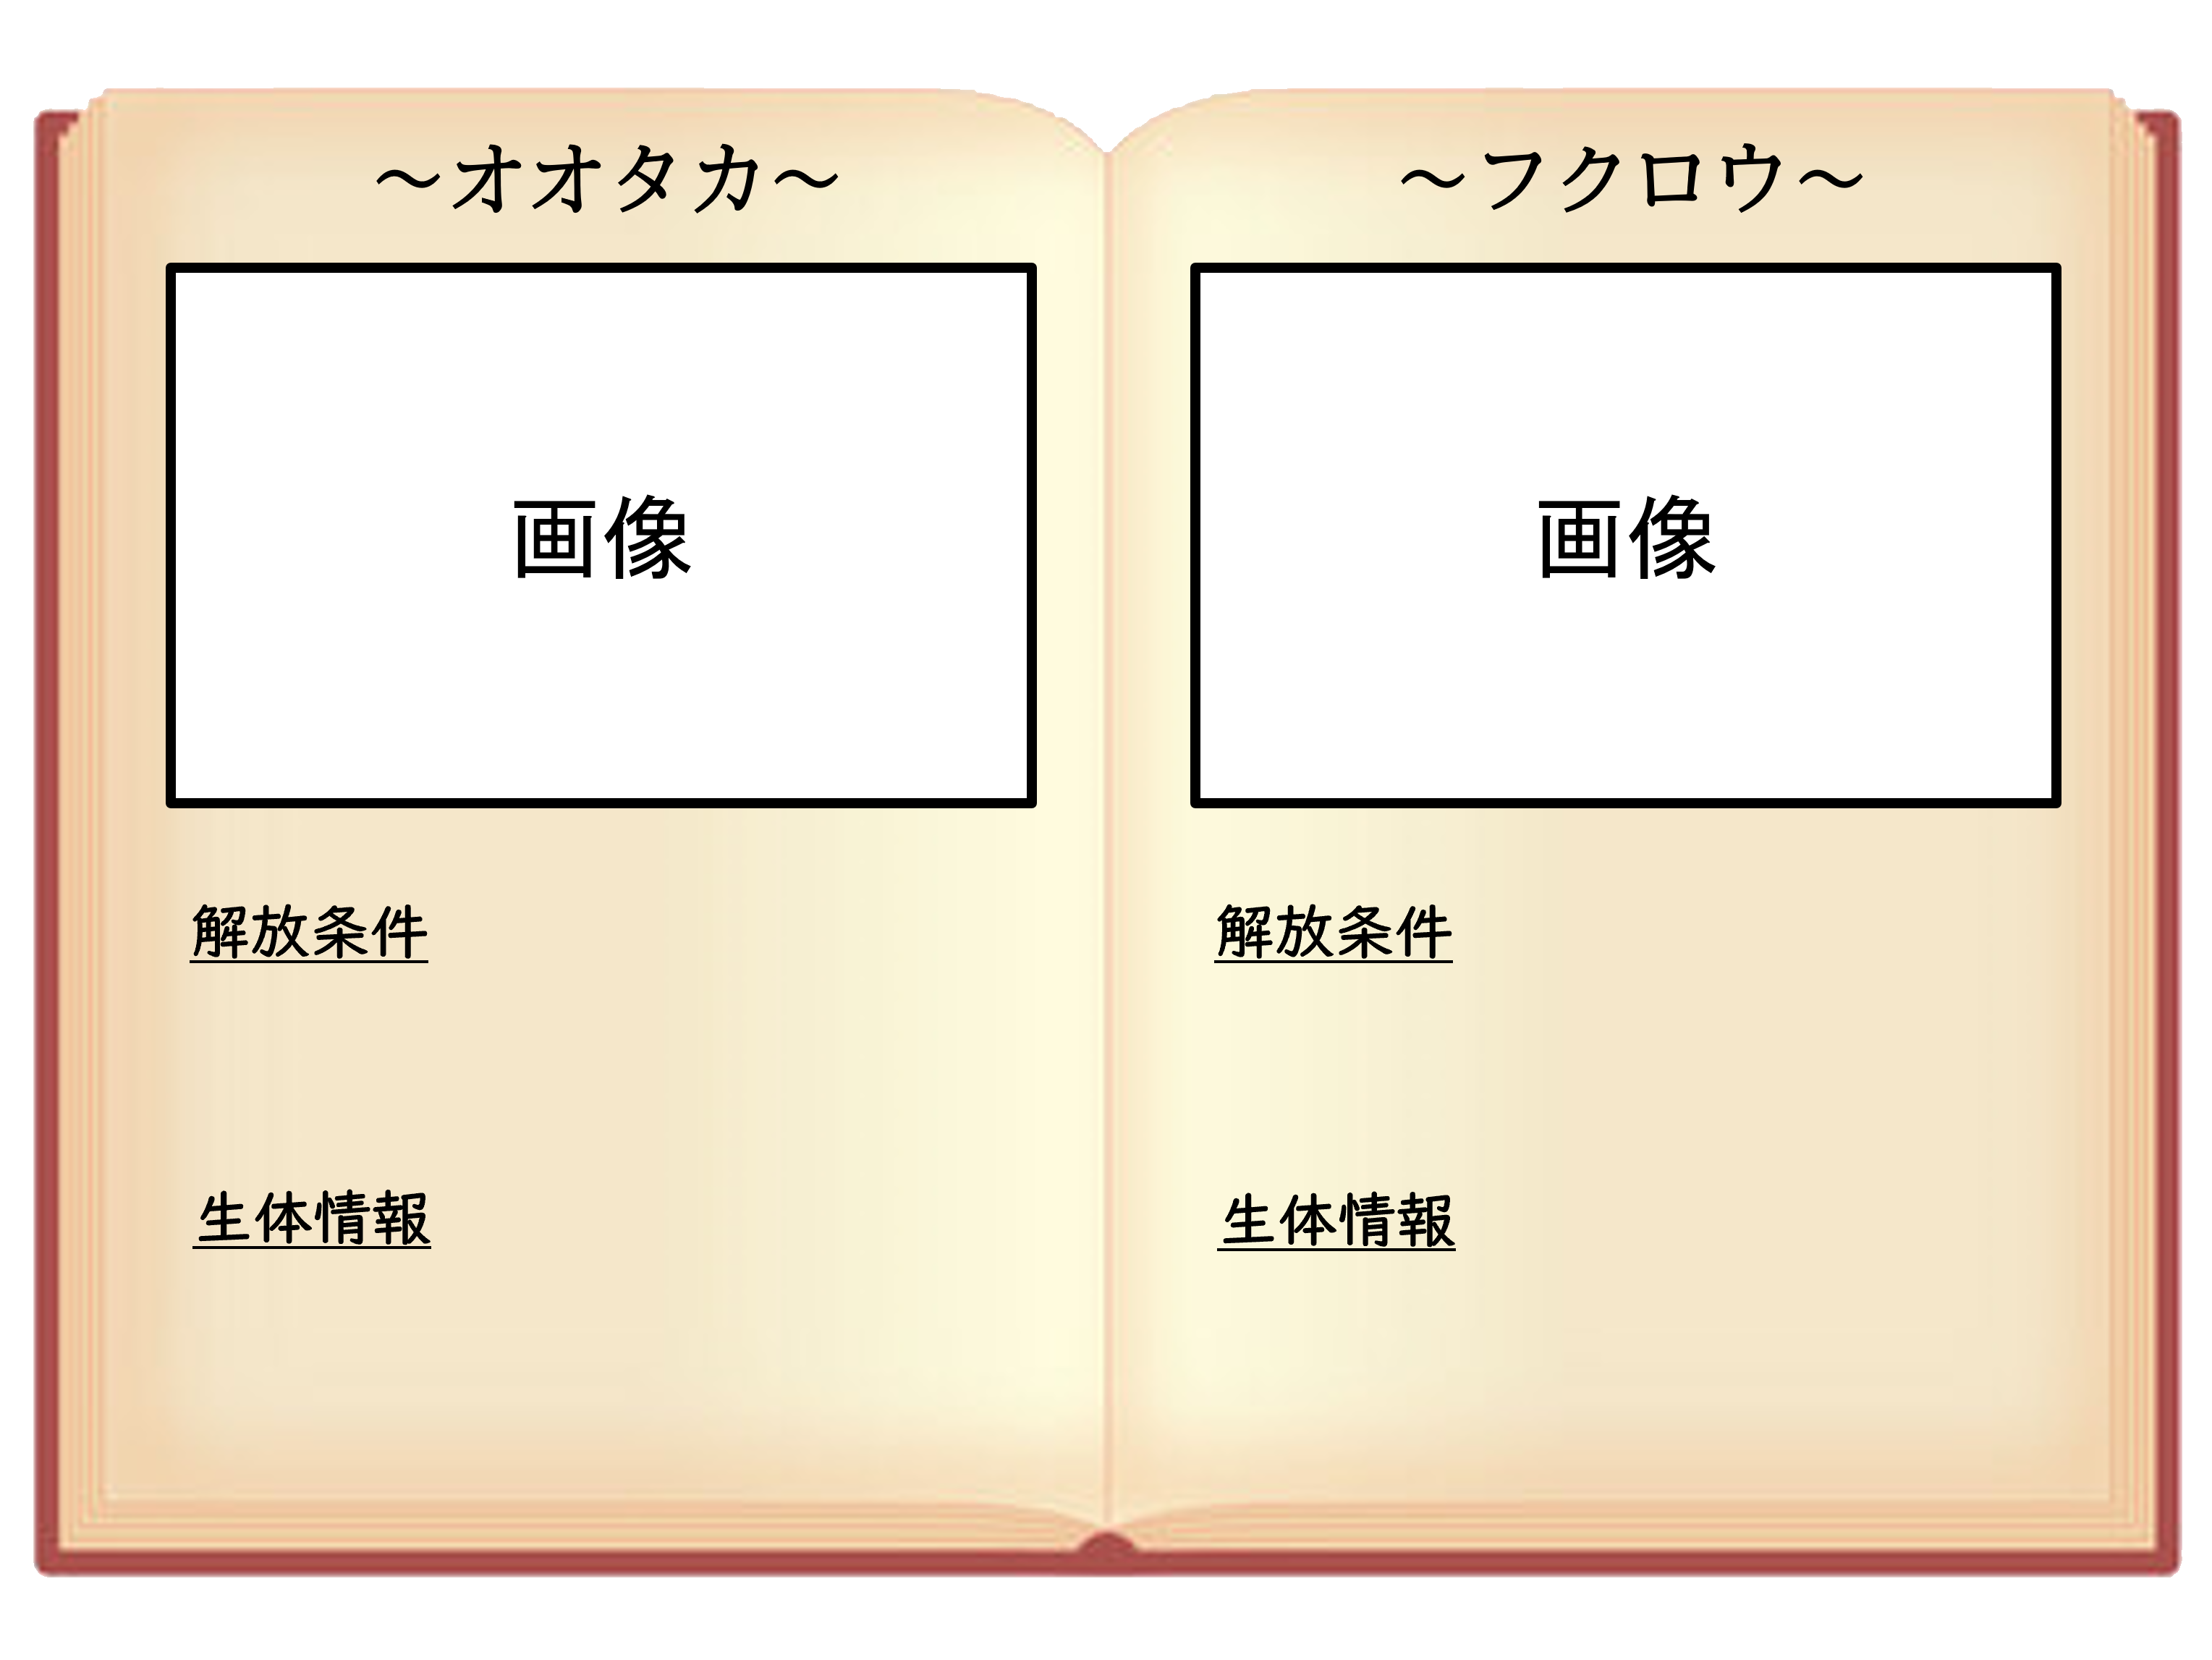 ～オオタカ～
画像
解放条件
生体情報
～フクロウ～
画像
解放条件
生体情報